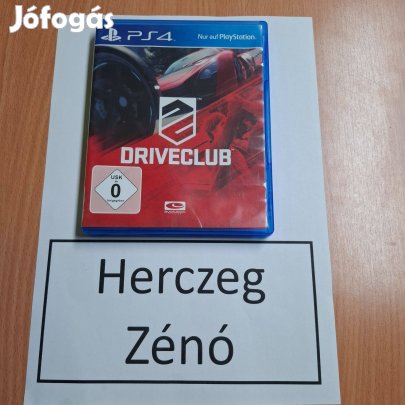 Jófogás
PS4
Nur auf PlayStation.
DRIVECLUB
USK
0
Herczeg
Zénó